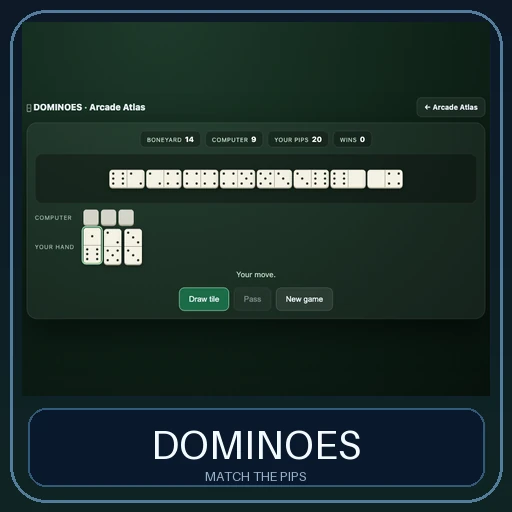 DOMINOES · Arcade Atlas
← Arcade Atlas
BONEYARD 14
COMPUTER 9
YOUR PIPS 20
WINS 0
COMPUTER
YOUR HAND
Your move.
Draw tile
Pass
New game
DOMINOES
MATCH THE PIPS